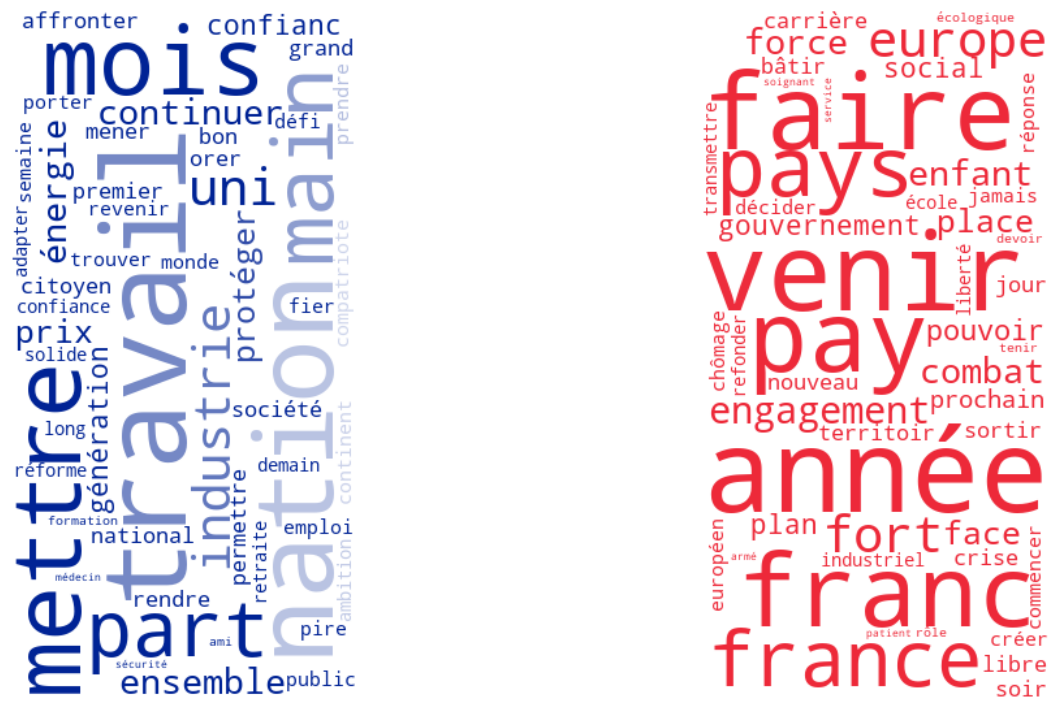 affronter
confianc
mois
grand
porter
continuer
défi
prendre
semaine
énergie
mener
bon
orer
uni
premier
revenir
travail
nation
main
adapter
trouver
monde
protéger
compatriote
citoyen
confiance
fier
prix
solide
industrie
génération
société
mettre
long
réforme
demain
continent
formation
national
permettre
retraite
emploi
ambition
médecin
rendre
part
ami
pire
sécurité
ensemble
public
carrière
écologique
force
europe
bâtir
social
soignant
service
faire
réponse
transmettre
pays
enfant
décider
école
jamais
gouvernement
place
devoir
venir
liberté
jour
chômage
refonder
pay
pouvoir
tenir
nouveau
combat
engagement
prochain
territoir
sortir
année
plan
fort
face
européen
armé
industriel
crise
commencer
franc
patient
rôle
créer
france
libre
soir